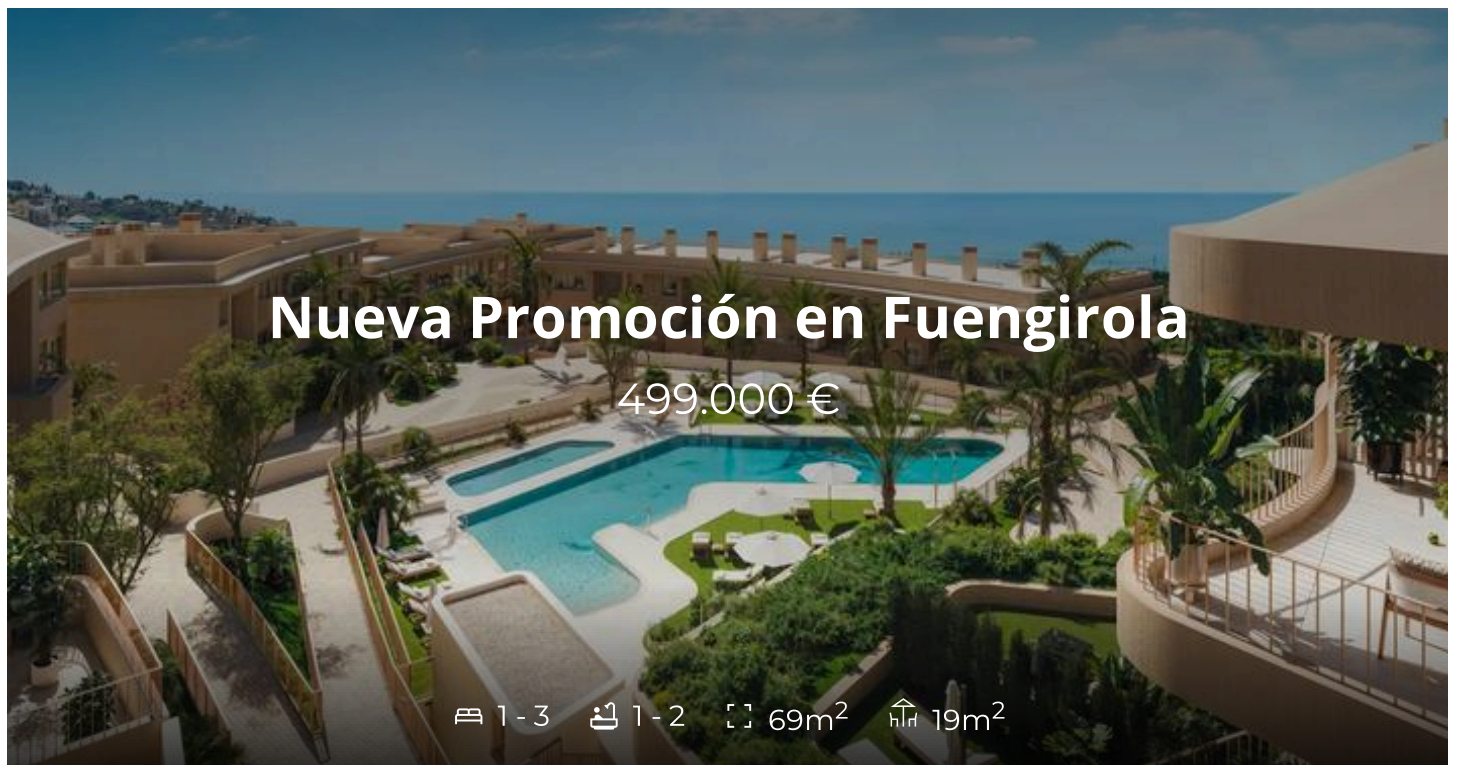 Nueva Promoción en Fuengirola
499.000 €
1 - 3 1 - 2 69m² 19m²